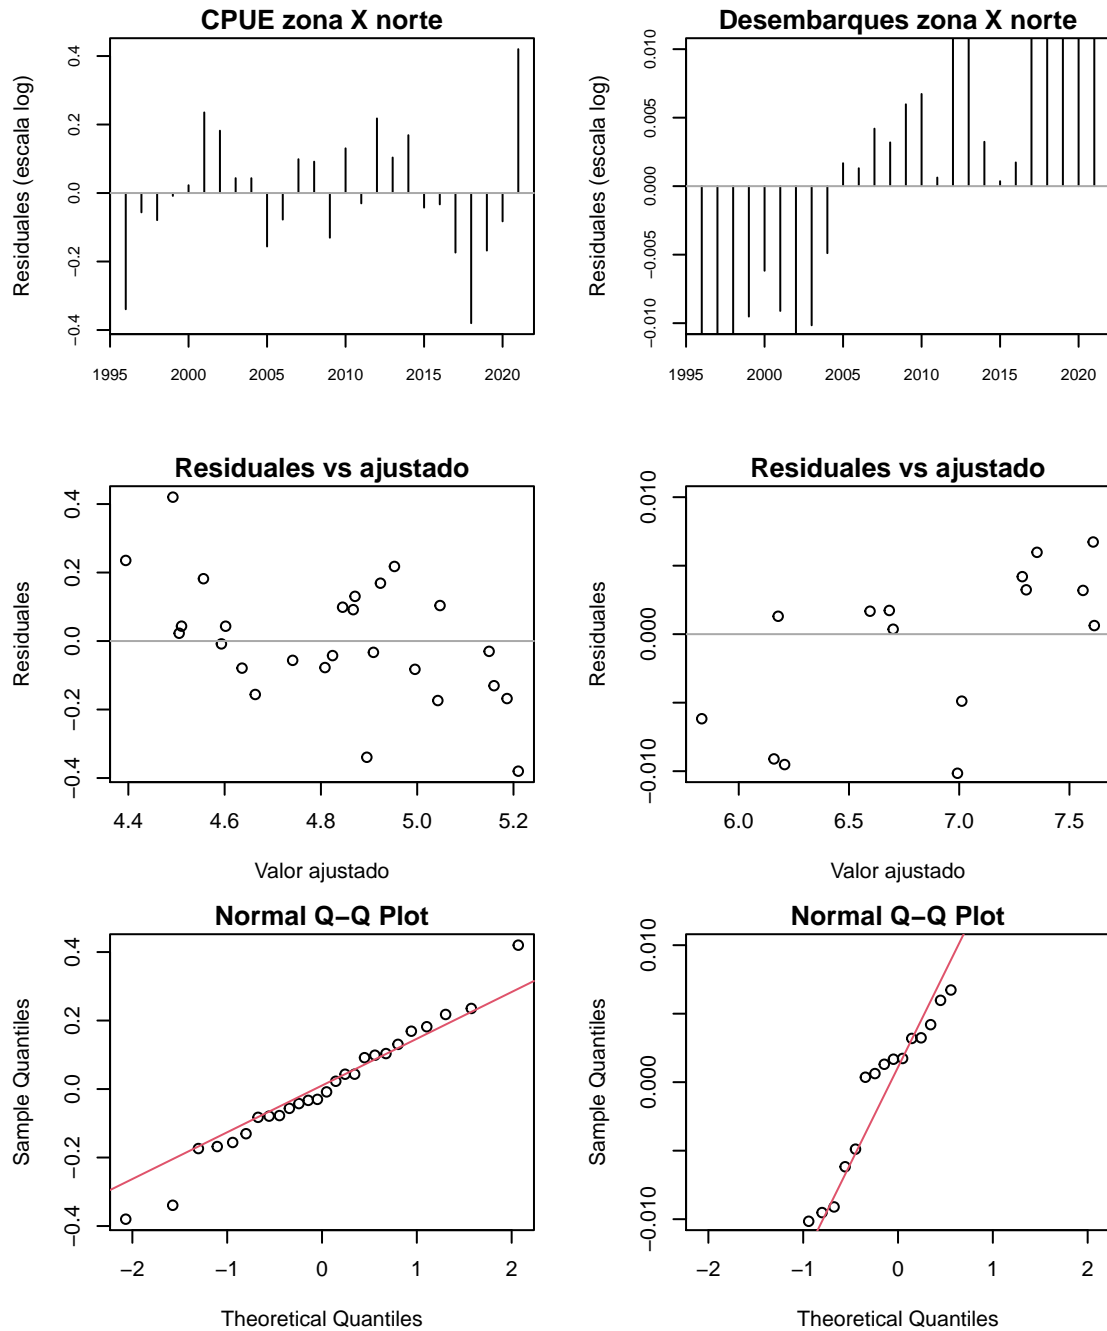 CPUE zona X norte
Residuales (escala log)
0.4
0.2
0.0
−0.2
−0.4
1995 2000 2005 2010 2015 2020
Desembarques zona X norte
Residuales (escala log)
0.010
0.005
0.000
−0.005
−0.010
1995 2000 2005 2010 2015 2020
Residuales vs ajustado
Residuales
0.4
0.2
0.0
−0.2
−0.4
4.4 4.6 4.8 5.0 5.2
Valor ajustado
Residuales vs ajustado
Residuales
0.010
0.000
−0.010
6.0 6.5 7.0 7.5
Valor ajustado
Normal Q−Q Plot
Sample Quantiles
0.4
0.2
0.0
−0.2
−0.4
−2 −1 0 1 2
Theoretical Quantiles
Normal Q−Q Plot
Sample Quantiles
0.010
0.000
−0.010
−2 −1 0 1 2
Theoretical Quantiles